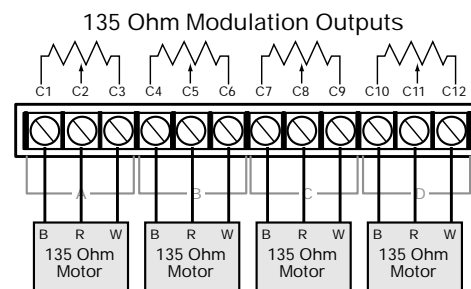 135 Ohm Modulation Outputs
C1 C2 C3 C4 C5 C6 C7 C8 C9 C10 C11 C12
A B C D
B R W B R W B R W B R W
135 Ohm 135 Ohm 135 Ohm 135 Ohm
Motor Motor Motor Motor